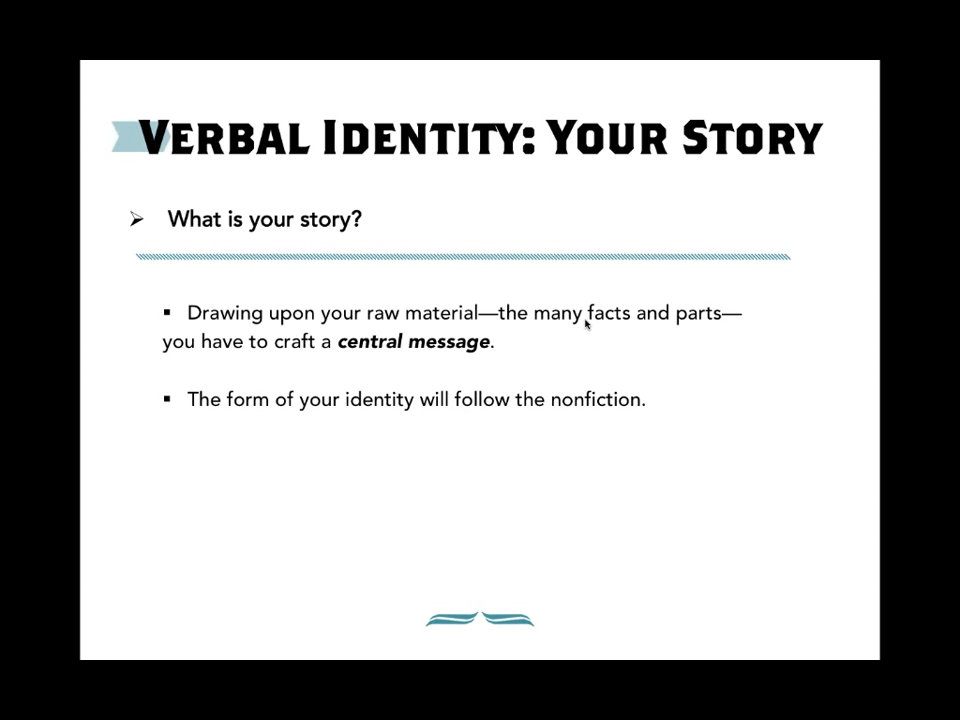 VERBAL IDENTITY: YOUR STORY
➢ What is your story?
▪ Drawing upon your raw material—the many facts and parts—
you have to craft a central message.
▪ The form of your identity will follow the nonfiction.